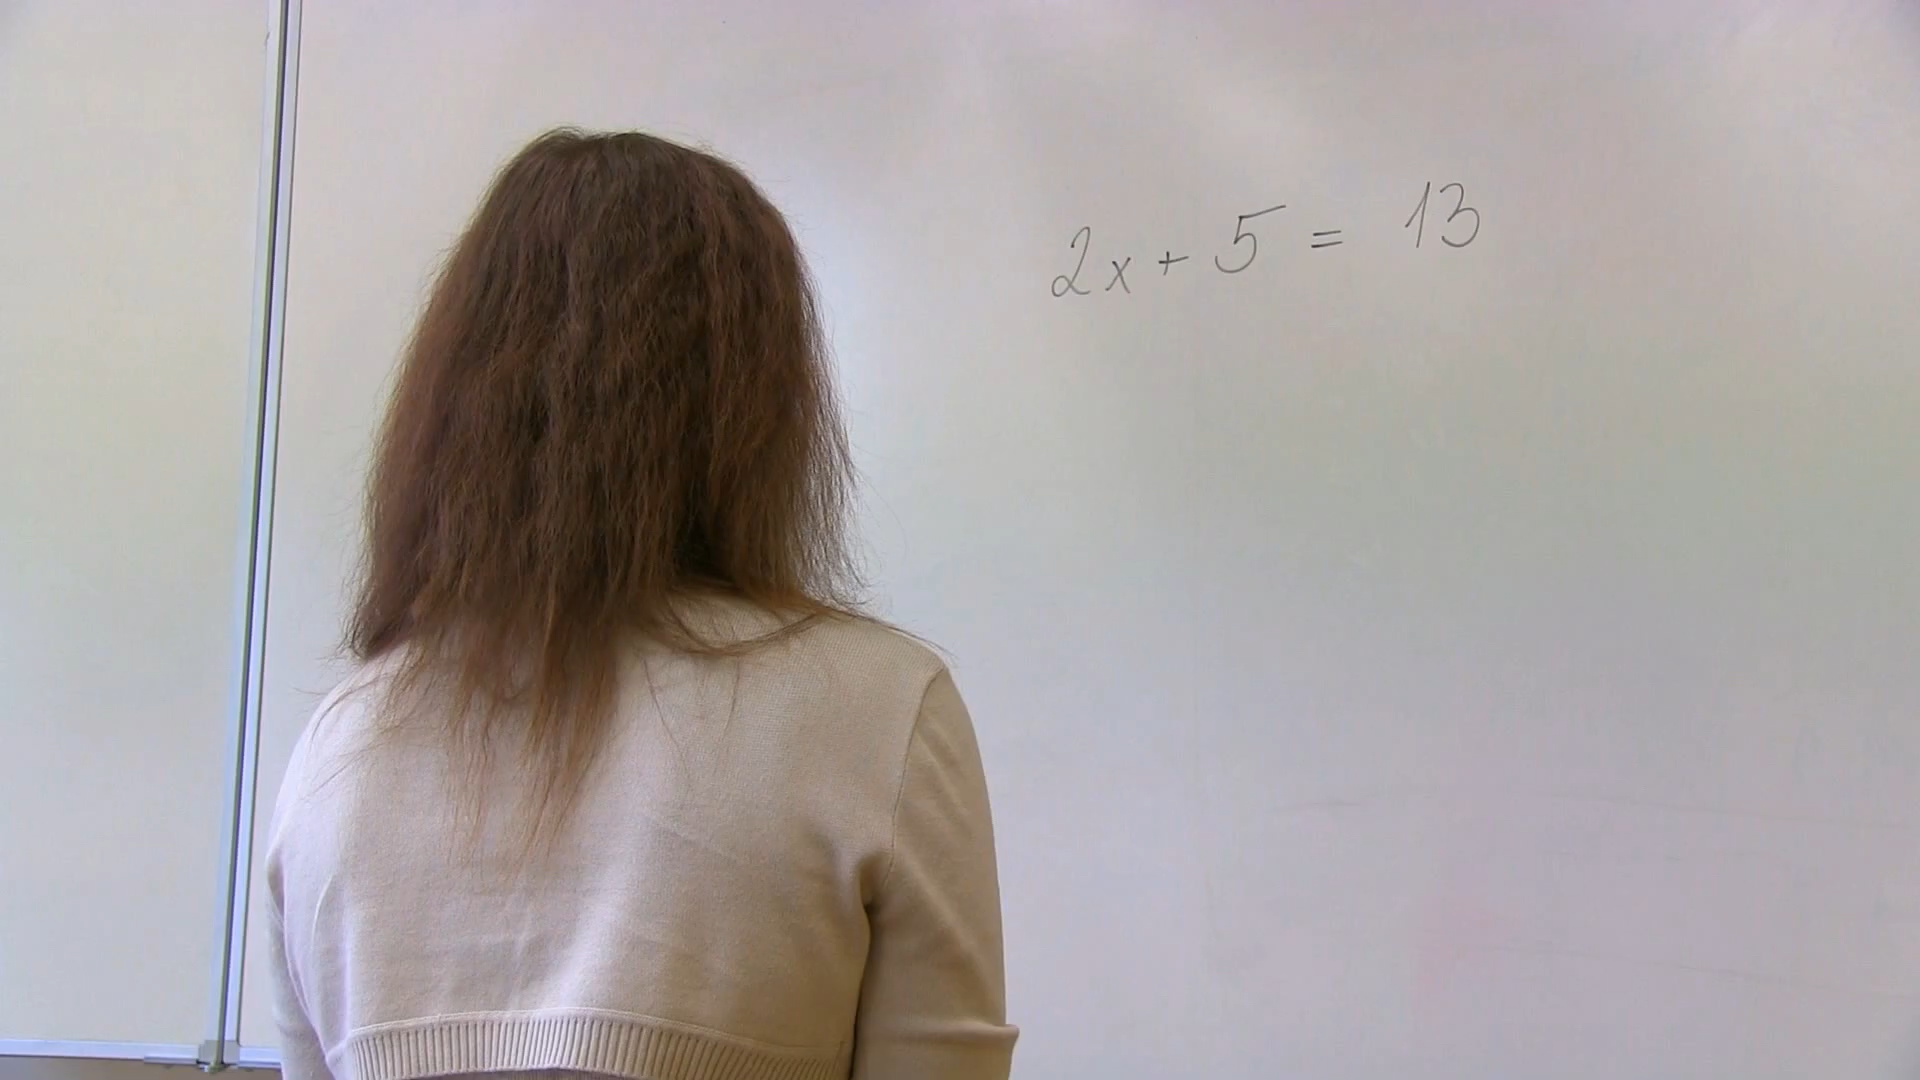 2x + 5 = 13